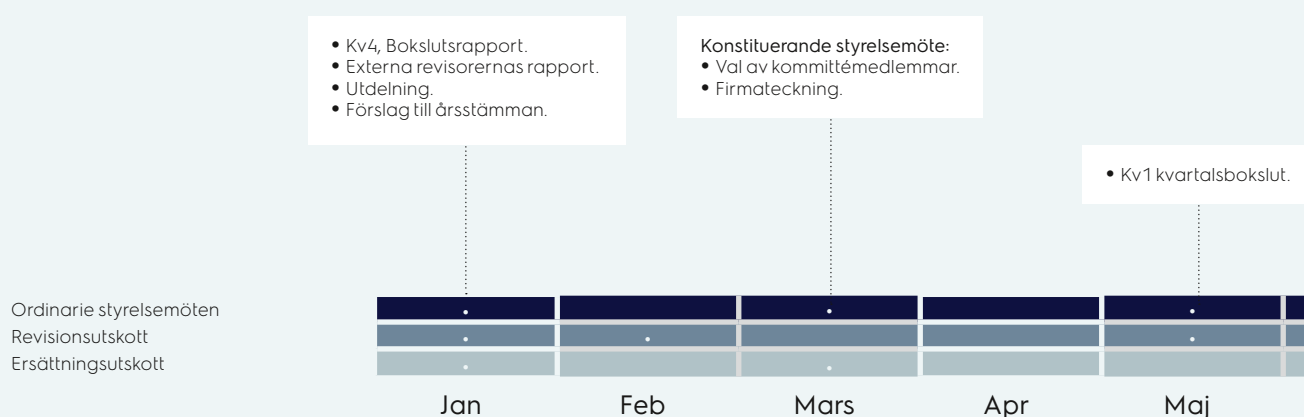 • Kv4, Bokslutsrapport.
• Externa revisorernas rapport.
• Utdelning.
• Förslag till årsstämman.
Konstituerande styrelsemöte:
• Val av kommittémedlemmar.
• Firmateckning.
• Kv1 kvartalsbokslut.
Ordinarie styrelsemöten
Revisionsutskott
Ersättningsutskott
Jan Feb Mars Apr Maj